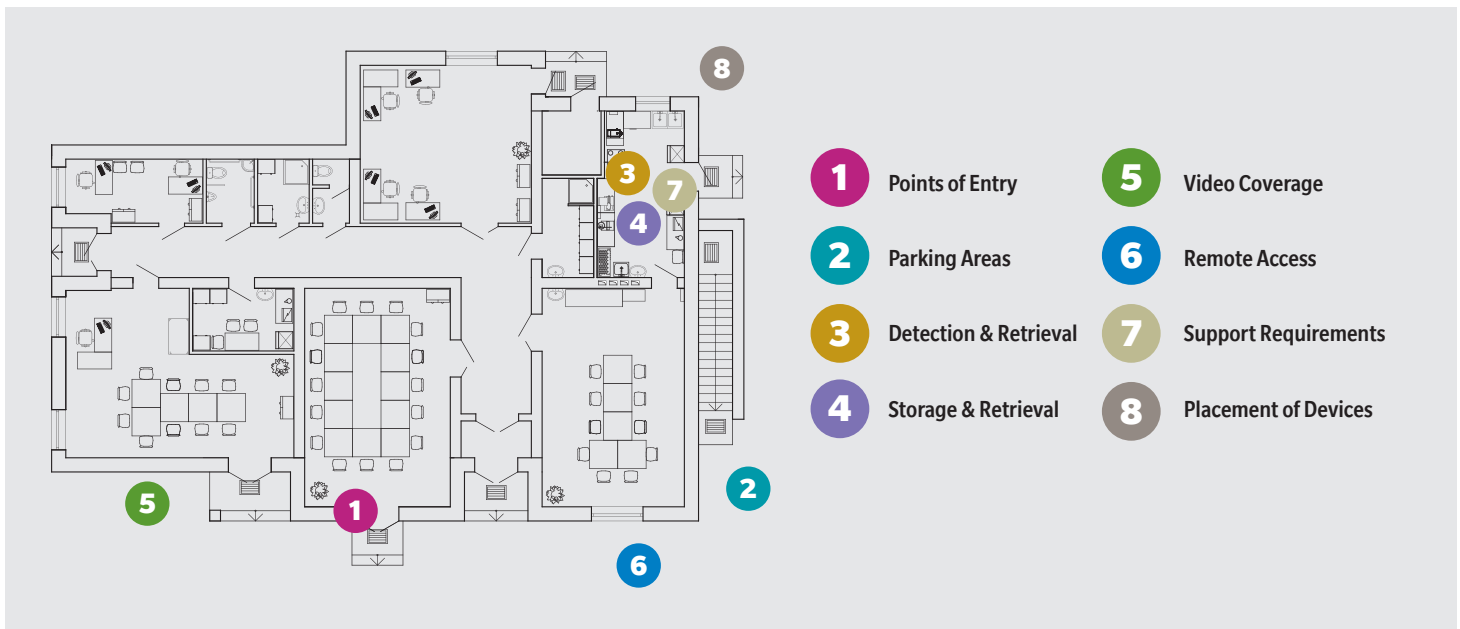 8
3
7
4
5
1
2
6
1 Points of Entry
5 Video Coverage
2 Parking Areas
6 Remote Access
3 Detection & Retrieval
7 Support Requirements
4 Storage & Retrieval
8 Placement of Devices